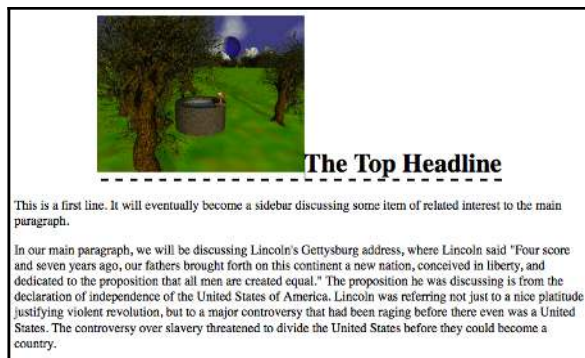 The Top Headline
This is a first line. It will eventually become a sidebar discussing some item of related interest to the main
paragraph.
In our main paragraph, we will be discussing Lincoln's Gettysburg address, where Lincoln said "Four score
and seven years ago, our fathers brought forth on this continent a new nation, conceived in liberty, and
dedicated to the proposition that all men are created equal." The proposition he was discussing is from the
declaration of independence of the United States of America. Lincoln was referring not just to a nice platitude
justifying violent revolution, but to a major controversy that had been raging before there even was a United
States. The controversy over slavery threatened to divide the United States before they could become a
country.